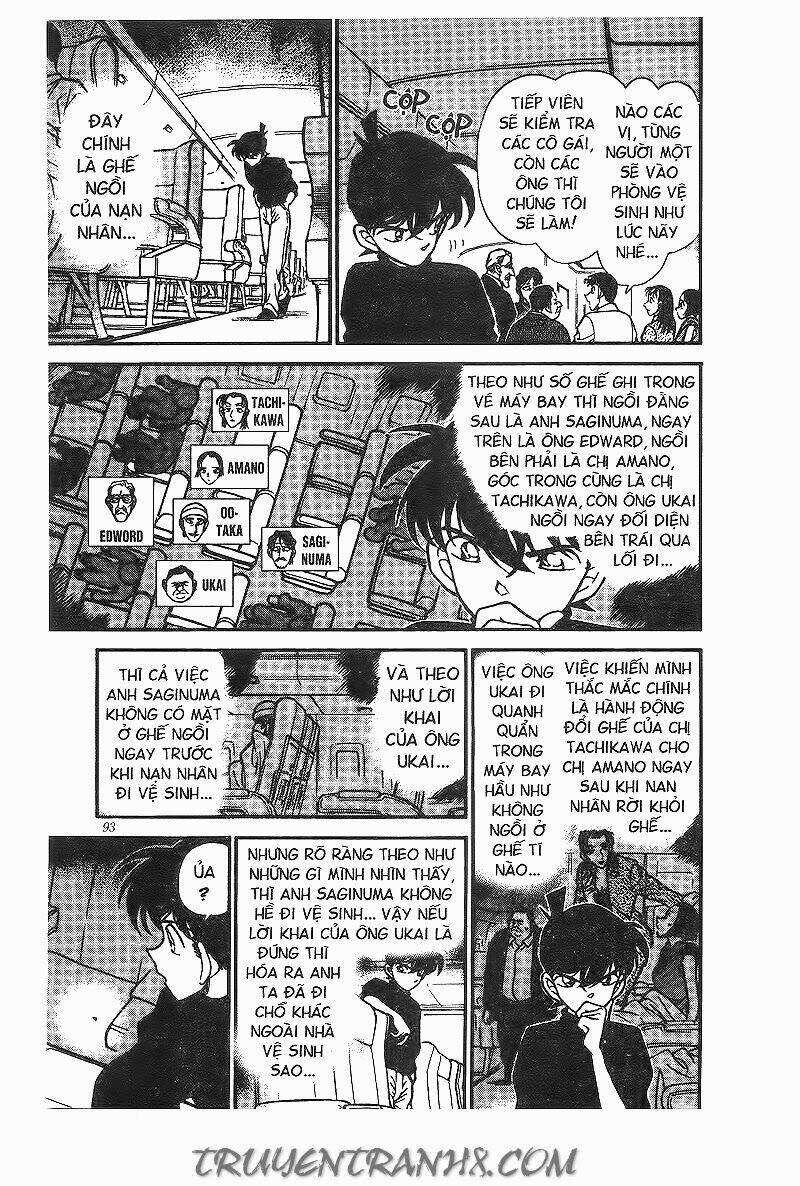 NÀO CÁC
VỊ, TỪNG
NGƯỜI MỘT
SẼ VÀO
PHÒNG VỆ
SINH NHƯ
LÚC NÃY
NHÉ...
TIẾP VIÊN
SẼ KIỂM TRA
CÁC CÔ GÁI,
CÒN CÁC
ÔNG THÌ
CHÚNG TÔI
SẼ LÀM!
CỘP
CỘP
ĐÂY
CHÍNH
LÀ GHẾ
NGỒI
CỦA NẠN
NHÂN...
THEO NHƯ SỐ GHẾ GHI TRONG
VÉ MÁY BAY THÌ NGỒI ĐẰNG
SAU LÀ ANH SAGINUMA, NGAY
TRÊN LÀ ÔNG EDWARD, NGỒI
BÊN PHẢI LÀ CHỊ AMANO,
GÓC TRONG CÙNG LÀ CHỊ
TACHIKAWA, CÒN ÔNG UKAI
NGỒI NGAY ĐỐI DIỆN
BÊN TRÁI QUA
LỐI ĐI...
TACHI-
KAWA
AMANO
OO-
TAKA
EDWORD
SAGI-
NUMA
UKAI
VIỆC KHIẾN MÌNH
THẮC MẮC CHÍNH
LÀ HÀNH ĐỘNG
ĐỔI GHẾ CỦA CHỊ
TACHIKAWA CHO
CHỊ AMANO NGAY
SAU KHI NẠN
NHÂN RỜI KHỎI
GHẾ...
VIỆC ÔNG
UKAI ĐI
QUANH
QUẨN
TRONG
MÁY BAY
HẦU NHƯ
KHÔNG
NGỒI Ở
GHẾ TÍ
NÀO...
VÀ THEO
NHƯ LỜI
KHAI
CỦA ÔNG
UKAI...
THÌ CẢ VIỆC
ANH SAGINUMA
KHÔNG CÓ MẶT
Ở GHẾ NGỒI
NGAY TRƯỚC
KHI NẠN NHÂN
ĐI VỆ SINH...
93
NHƯNG RÕ RÀNG THEO NHƯ
NHỮNG GÌ MÌNH NHÌN THẤY,
THÌ ANH SAGINUMA KHÔNG
HỀ ĐI VỆ SINH... VẬY NẾU
LỜI KHAI CỦA ÔNG UKAI LÀ
ĐÚNG THÌ
HÓA RA ANH
TA ĐÃ ĐI
CHỖ KHÁC
NGOÀI NHÀ
VỆ SINH
SAO...
ỦA
?
TRUYENTRANH8.COM